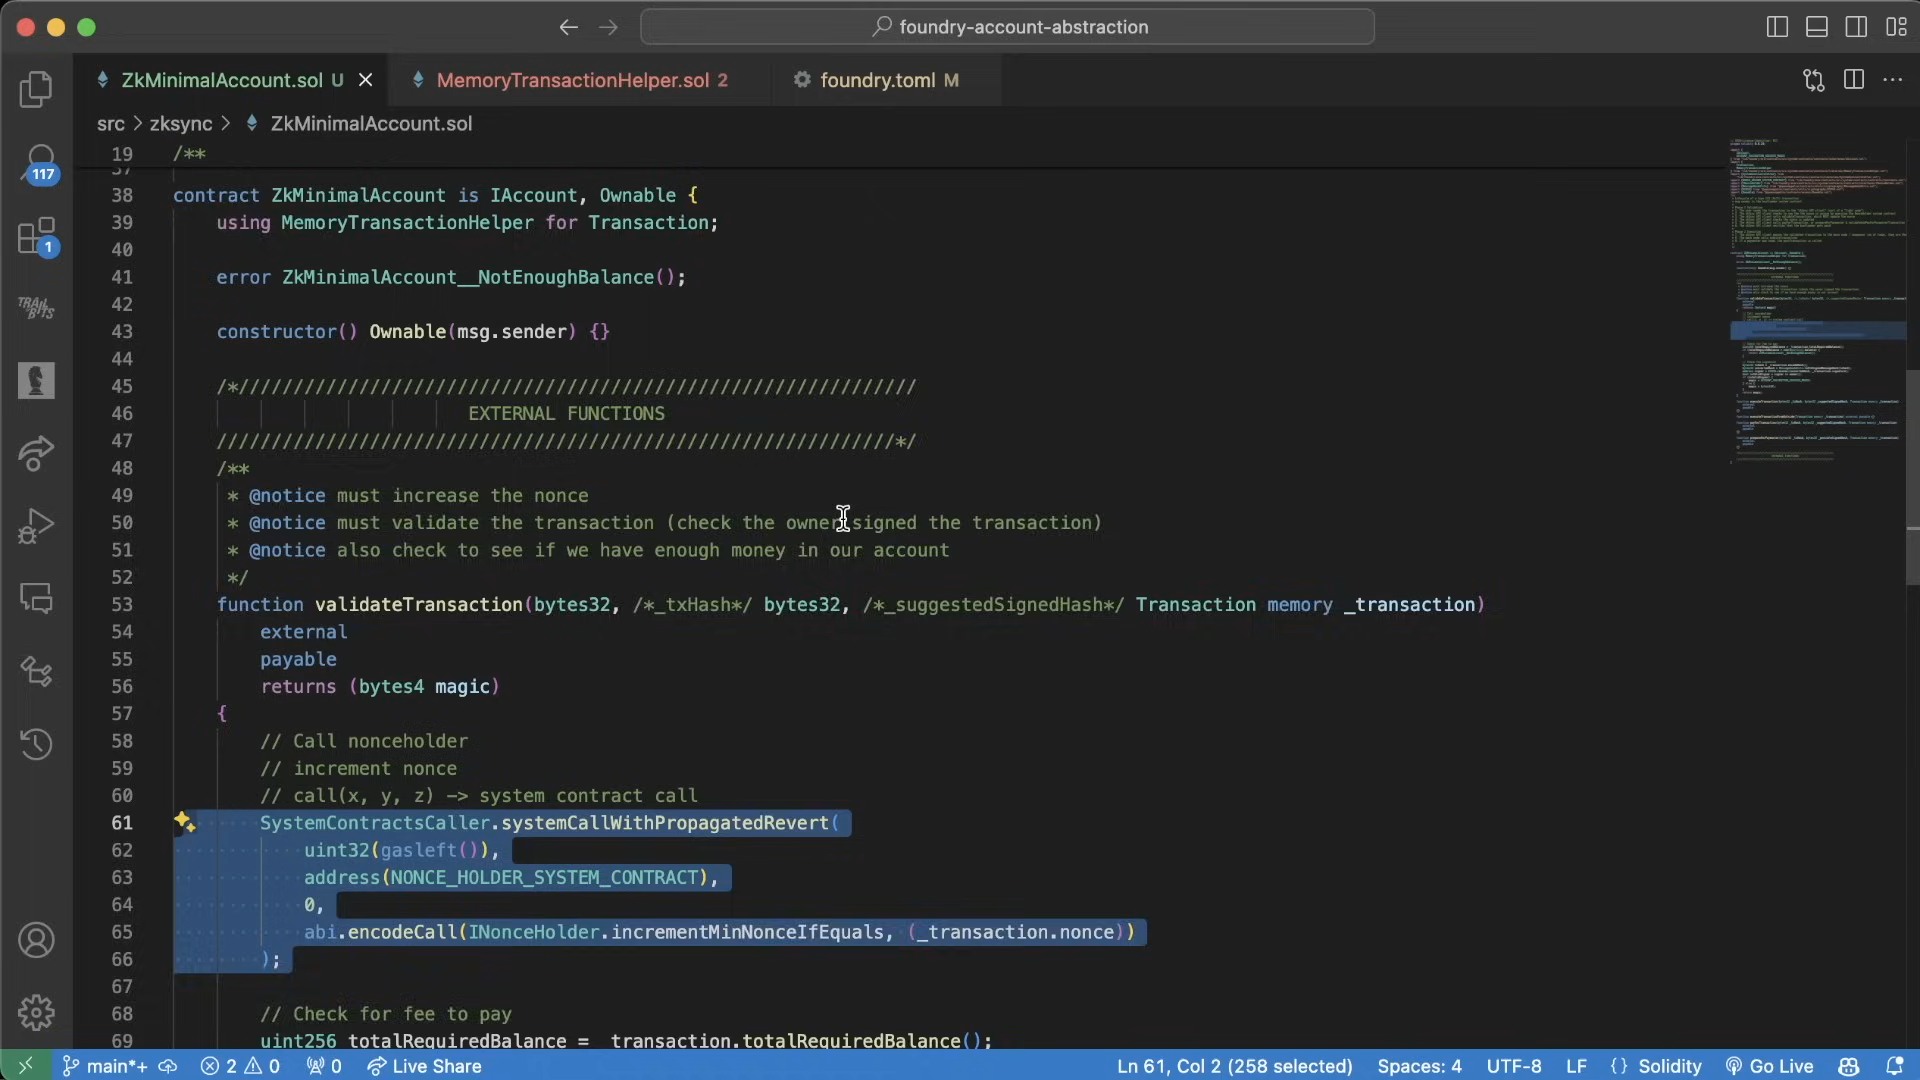 foundry-account-abstraction
ZkMinimalAccount.sol U
MemoryTransactionHelper.sol 2
foundry.toml M
src > zksync > ZkMinimalAccount.sol
117
1
TRAIL OF BITS
19 /**
37
38 contract ZkMinimalAccount is IAccount, Ownable {
39 using MemoryTransactionHelper for Transaction;
40
41 error ZkMinimalAccount__NotEnoughBalance();
42
43 constructor() Ownable(msg.sender) {}
44
45 /*//////////////////////////////////////////////////////////////
46 EXTERNAL FUNCTIONS
47 //////////////////////////////////////////////////////////////*/
48 /**
49 * @notice must increase the nonce
50 * @notice must validate the transaction (check the owner signed the transaction)
51 * @notice also check to see if we have enough money in our account
52 */
53 function validateTransaction(bytes32, /*_txHash*/ bytes32, /*_suggestedSignedHash*/ Transaction memory _transaction)
54 external
55 payable
56 returns (bytes4 magic)
57 {
58 // Call nonceholder
59 // increment nonce
60 // call(x, y, z) -> system contract call
61 SystemContractsCaller.systemCallWithPropagatedRevert(
62 uint32(gasleft()),
63 address(NONCE_HOLDER_SYSTEM_CONTRACT),
64 0,
65 abi.encodeCall(INonceHolder.incrementMinNonceIfEquals, (_transaction.nonce))
66 );
67
68 // Check for fee to pay
69 uint256 totalRequiredBalance = _transaction.totalRequiredBalance();
main*+ 2 0 0 Live Share Ln 61, Col 2 (258 selected) Spaces: 4 UTF-8 LF {} Solidity Go Live